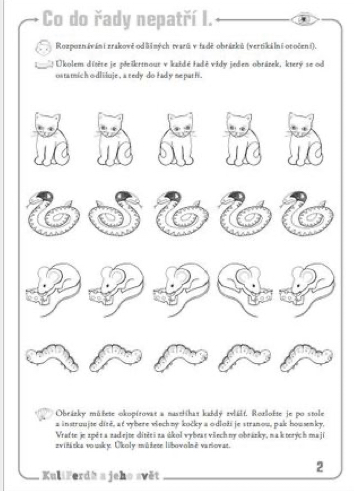 Co do řady nepatří I.
Rozpoznávání zrakově odlišných tvarů v řadě obrázků (vertikální otočení).
Úkolem dítěte je přeškrtnout v každé řadě vždy jeden obrázek, který se od
ostatních odlišuje, a tedy do řady nepatří.
Obrázky můžete okopírovat a nastříhat každý zvlášť. Rozložte je po stole
a instruujte dítě, ať vybere všechny kočky a odloží je stranou, pak housenky.
Vraťte je zpět a zadejte dítěti za úkol vybrat všechny obrázky, na kterých mají
zvířátka vousky. Úkoly můžete libovolně variovat.
Kuliferda a jeho svět
2